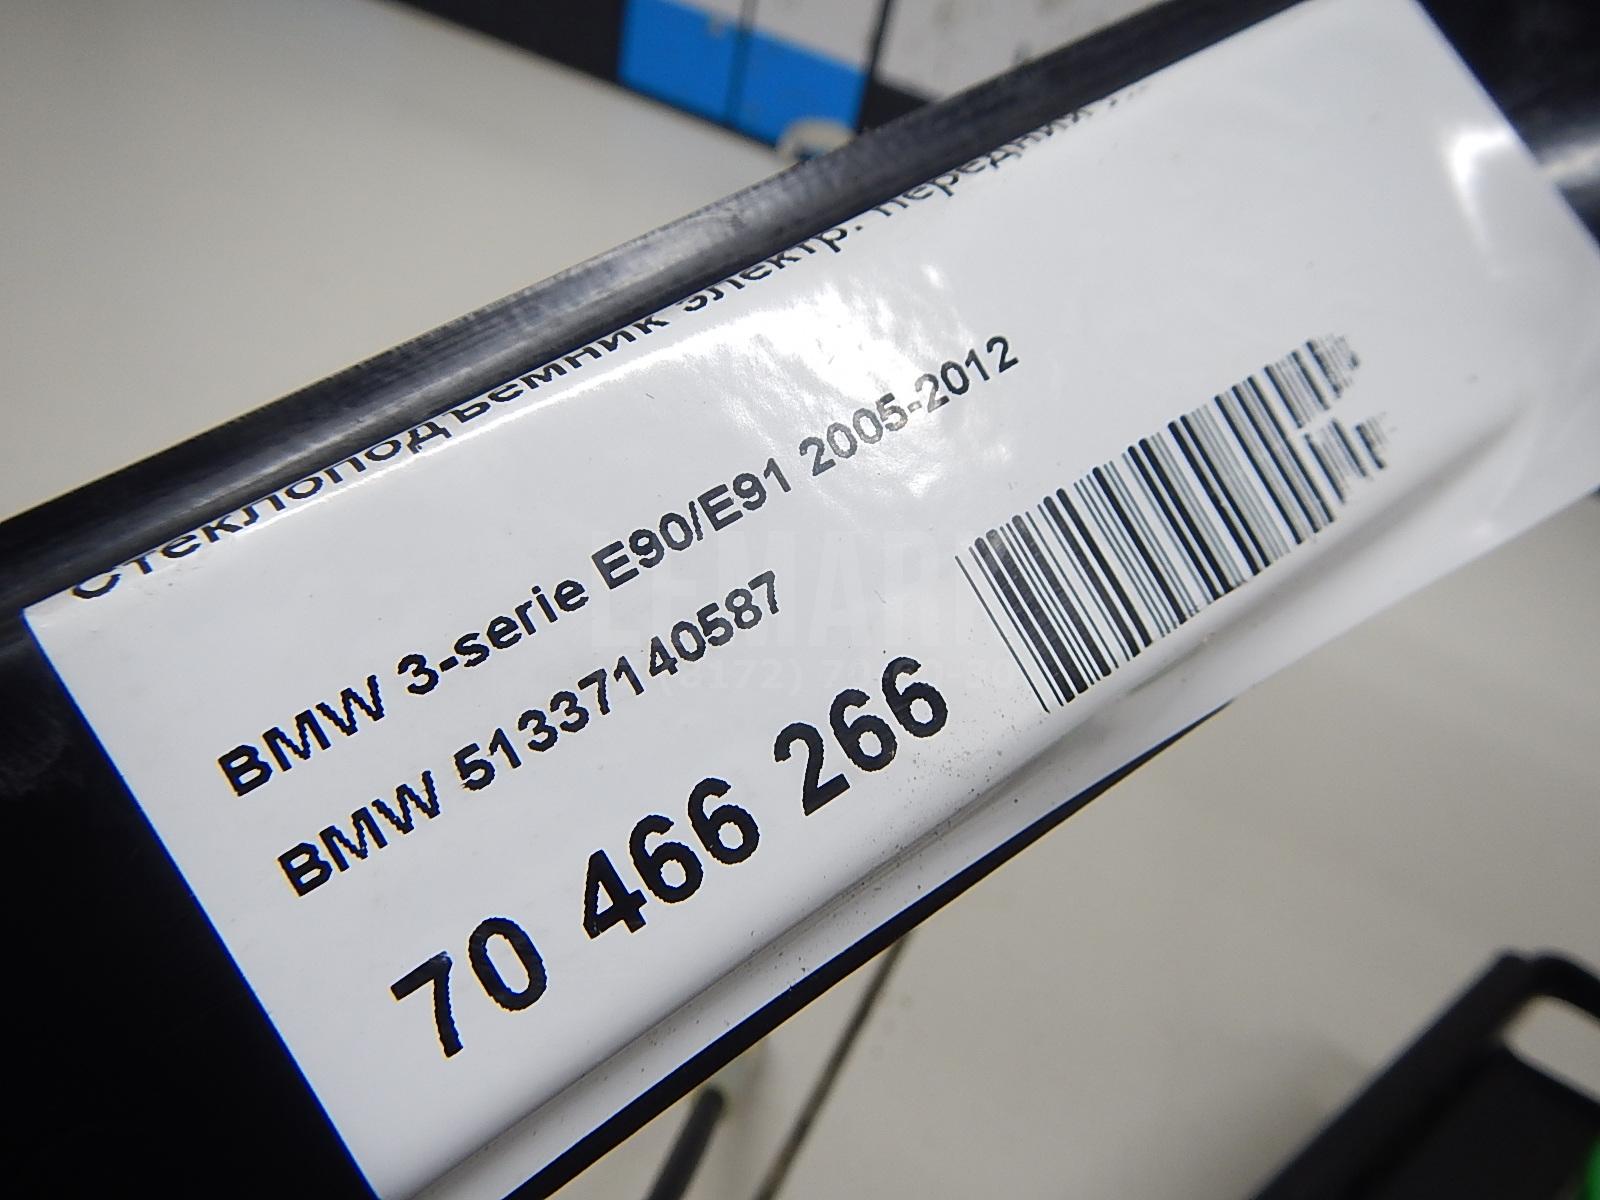 Стеклоподъемник электр. передний
BMW 3-serie E90/E91 2005-2012
BMW 51337140587
70 466 266